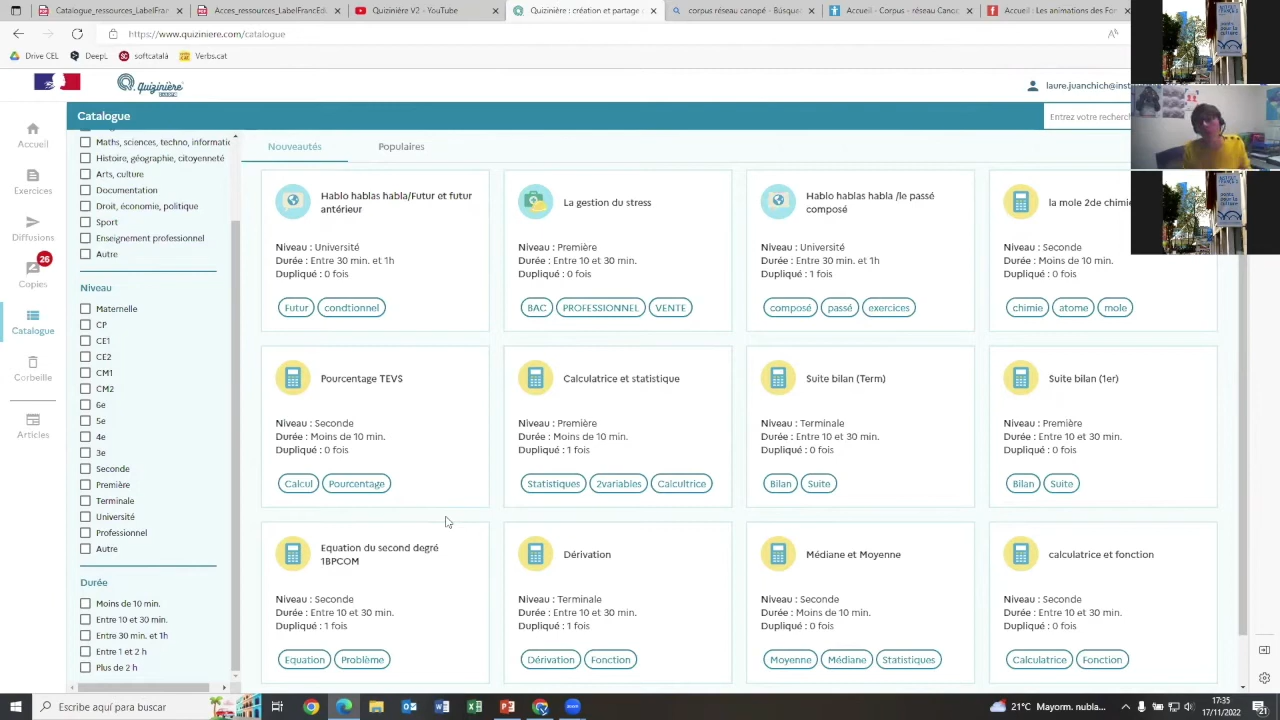 Ressources_LabelFranc
Acces_ressources_LabeFranEdi
Quiziniere V2 - YouTube
Quizinière : création et partage
corpus réseau canopé - Búsque
Accueil - Corpus - réseau Canop
Accueil : Les animations des For
https://www.quiziniere.com/catalogue
Drive CEL
DeepL
softcatalà
Verbs.cat
Quizinière
laure.juanchich@inst
Catalogue
Entrez votre recherch
Accueil
Exercices
Diffusions
26
Copies
Catalogue
Corbeille
Articles
Maths, sciences, techno, informatic
Histoire, géographie, citoyenneté
Arts, culture
Documentation
Droit, économie, politique
Sport
Enseignement professionnel
Autre
Niveau
Maternelle
CP
CE1
CE2
CM1
CM2
6e
5e
4e
3e
Seconde
Première
Terminale
Université
Professionnel
Autre
Durée
Moins de 10 min.
Entre 10 et 30 min.
Entre 30 min. et 1h
Entre 1 et 2 h
Plus de 2 h
Nouveautés
Populaires
Hablo hablas habla/Futur et futur
antérieur
Niveau : Université
Durée : Entre 30 min. et 1h
Dupliqué : 0 fois
Futur
condtionnel
La gestion du stress
Niveau : Première
Durée : Entre 10 et 30 min.
Dupliqué : 0 fois
BAC
PROFESSIONNEL
VENTE
Hablo hablas habla /le passé
composé
Niveau : Université
Durée : Entre 30 min. et 1h
Dupliqué : 1 fois
composé
passé
exercices
la mole 2de chimie
Niveau : Seconde
Durée : Moins de 10 min.
Dupliqué : 0 fois
chimie
atome
mole
Pourcentage TEVS
Niveau : Seconde
Durée : Moins de 10 min.
Dupliqué : 0 fois
Calcul
Pourcentage
Calculatrice et statistique
Niveau : Première
Durée : Moins de 10 min.
Dupliqué : 1 fois
Statistiques
2variables
Calcultrice
Suite bilan (Term)
Niveau : Terminale
Durée : Entre 10 et 30 min.
Dupliqué : 0 fois
Bilan
Suite
Suite bilan (1er)
Niveau : Première
Durée : Entre 10 et 30 min.
Dupliqué : 0 fois
Bilan
Suite
Equation du second degré
1BPCOM
Niveau : Seconde
Durée : Entre 10 et 30 min.
Dupliqué : 1 fois
Equation
Problème
Dérivation
Niveau : Terminale
Durée : Entre 10 et 30 min.
Dupliqué : 1 fois
Dérivation
Fonction
Médiane et Moyenne
Niveau : Seconde
Durée : Moins de 10 min.
Dupliqué : 0 fois
Moyenne
Médiane
Statistiques
calculatrice et fonction
Niveau : Seconde
Durée : Entre 10 et 30 min.
Dupliqué : 0 fois
Calculatrice
Fonction
Escribe aquí para buscar
21°C Mayorm. nubla...
17:35
17/11/2022
21